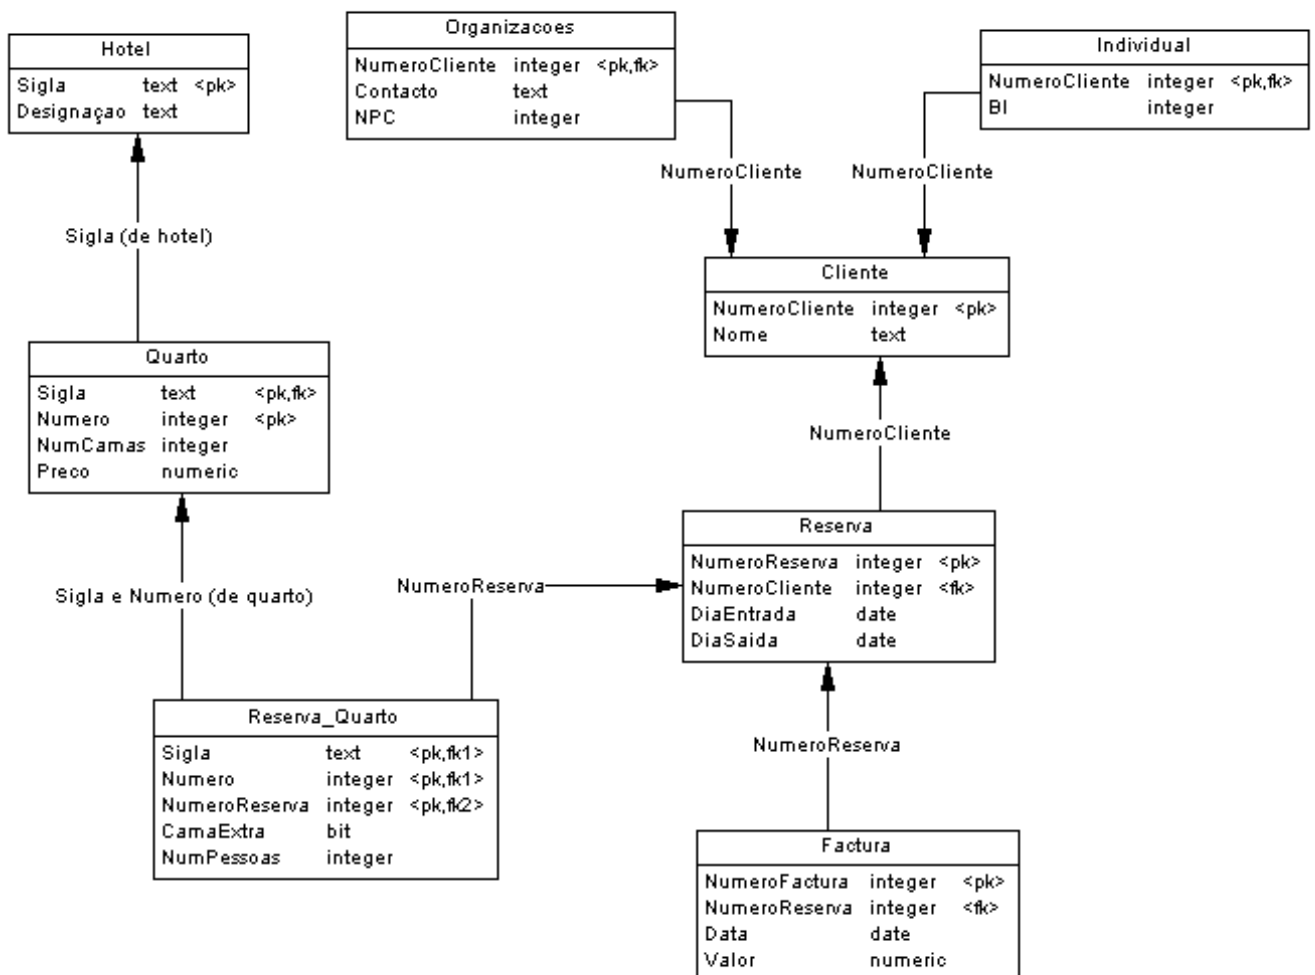 Hotel
Sigla text <pk>
Designaçao text
Organizacoes
NumeroCliente integer <pk,fk>
Contacto text
NPC integer
Individual
NumeroCliente integer <pk,fk>
BI integer
NumeroCliente
NumeroCliente
Sigla (de hotel)
Cliente
NumeroCliente integer <pk>
Nome text
Quarto
Sigla text <pk,fk>
Numero integer <pk>
NumCamas integer
Preco numeric
NumeroCliente
Sigla e Numero (de quarto)
NumeroReserva
Reserva
NumeroReserva integer <pk>
NumeroCliente integer <fk>
DiaEntrada date
DiaSaida date
Reserva_Quarto
Sigla text <pk,fk1>
Numero integer <pk,fk1>
NumeroReserva integer <pk,fk2>
CamaExtra bit
NumPessoas integer
NumeroReserva
Factura
NumeroFactura integer <pk>
NumeroReserva integer <fk>
Data date
Valor numeric